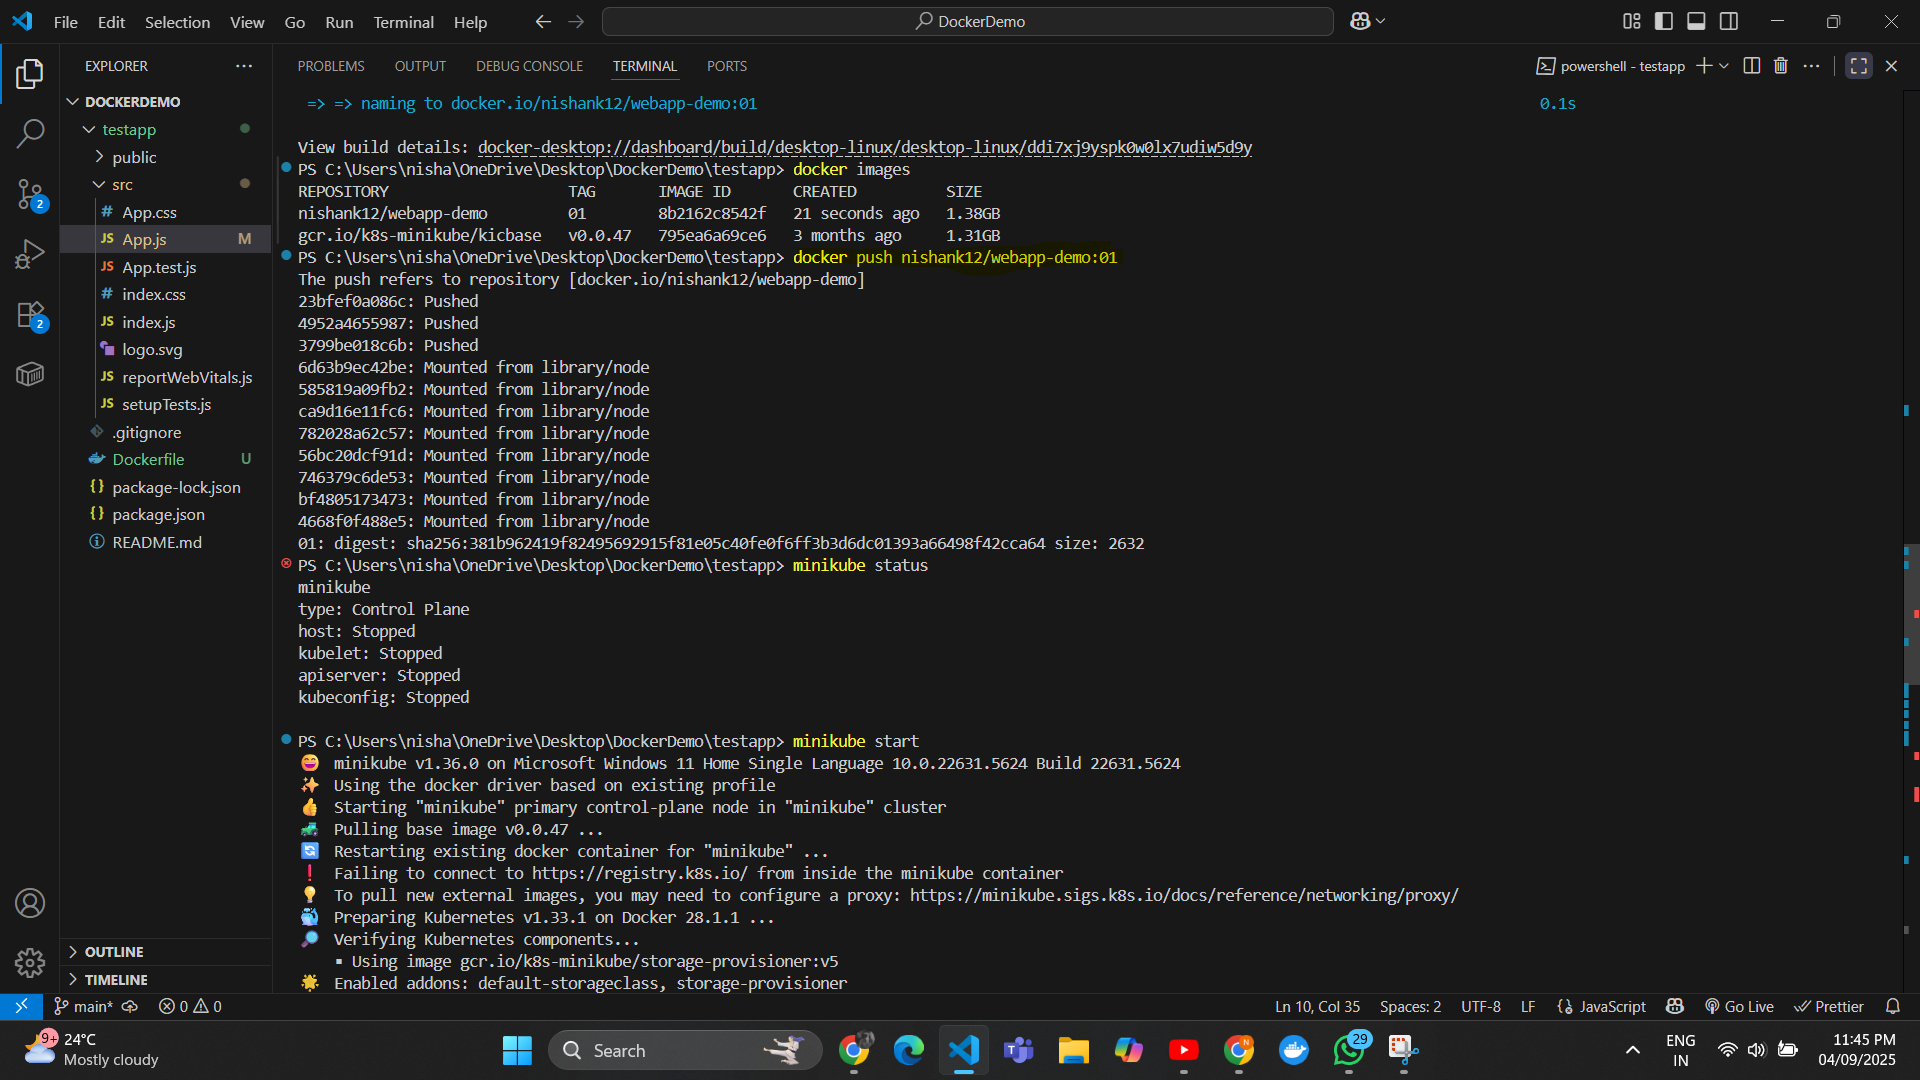 File Edit Selection View Go Run Terminal Help
DockerDemo
EXPLORER
DOCKERDEMO
testapp
public
src
# App.css
JS App.js M
JS App.test.js
# index.css
JS index.js
logo.svg
JS reportWebVitals.js
JS setupTests.js
.gitignore
Dockerfile U
{} package-lock.json
{} package.json
README.md
OUTLINE
TIMELINE
2
2
PROBLEMS OUTPUT DEBUG CONSOLE TERMINAL PORTS
powershell - testapp
=> => naming to docker.io/nishank12/webapp-demo:01 0.1s
View build details: docker-desktop://dashboard/build/desktop-linux/desktop-linux/ddi7xj9yspk0w0lx7udiw5d9y
PS C:\Users\nisha\OneDrive\Desktop\DockerDemo\testapp> docker images
REPOSITORY TAG IMAGE ID CREATED SIZE
nishank12/webapp-demo 01 8b2162c8542f 21 seconds ago 1.38GB
gcr.io/k8s-minikube/kicbase v0.0.47 795ea6a69ce6 3 months ago 1.31GB
PS C:\Users\nisha\OneDrive\Desktop\DockerDemo\testapp> docker push nishank12/webapp-demo:01
The push refers to repository [docker.io/nishank12/webapp-demo]
23bfef0a086c: Pushed
4952a4655987: Pushed
3799be018c6b: Pushed
6d63b9ec42be: Mounted from library/node
585819a09fb2: Mounted from library/node
ca9d16e11fc6: Mounted from library/node
782028a62c57: Mounted from library/node
56bc20dcf91d: Mounted from library/node
746379c6de53: Mounted from library/node
bf4805173473: Mounted from library/node
4668f0f488e5: Mounted from library/node
01: digest: sha256:381b962419f82495692915f81e05c40fe0f6ff3b3d6dc01393a66498f42cca64 size: 2632
PS C:\Users\nisha\OneDrive\Desktop\DockerDemo\testapp> minikube status
minikube
type: Control Plane
host: Stopped
kubelet: Stopped
apiserver: Stopped
kubeconfig: Stopped
PS C:\Users\nisha\OneDrive\Desktop\DockerDemo\testapp> minikube start
😄 minikube v1.36.0 on Microsoft Windows 11 Home Single Language 10.0.22631.5624 Build 22631.5624
✨ Using the docker driver based on existing profile
👍 Starting "minikube" primary control-plane node in "minikube" cluster
🚜 Pulling base image v0.0.47 ...
🔄 Restarting existing docker container for "minikube" ...
❗ Failing to connect to https://registry.k8s.io/ from inside the minikube container
💡 To pull new external images, you may need to configure a proxy: https://minikube.sigs.k8s.io/docs/reference/networking/proxy/
🐳 Preparing Kubernetes v1.33.1 on Docker 28.1.1 ...
🔎 Verifying Kubernetes components...
▪ Using image gcr.io/k8s-minikube/storage-provisioner:v5
🌟 Enabled addons: default-storageclass, storage-provisioner
main* 0 0
Ln 10, Col 35 Spaces: 2 UTF-8 LF {} JavaScript Go Live Prettier
9+ 24°C
Mostly cloudy
Search
29
ENG
IN
11:45 PM
04/09/2025